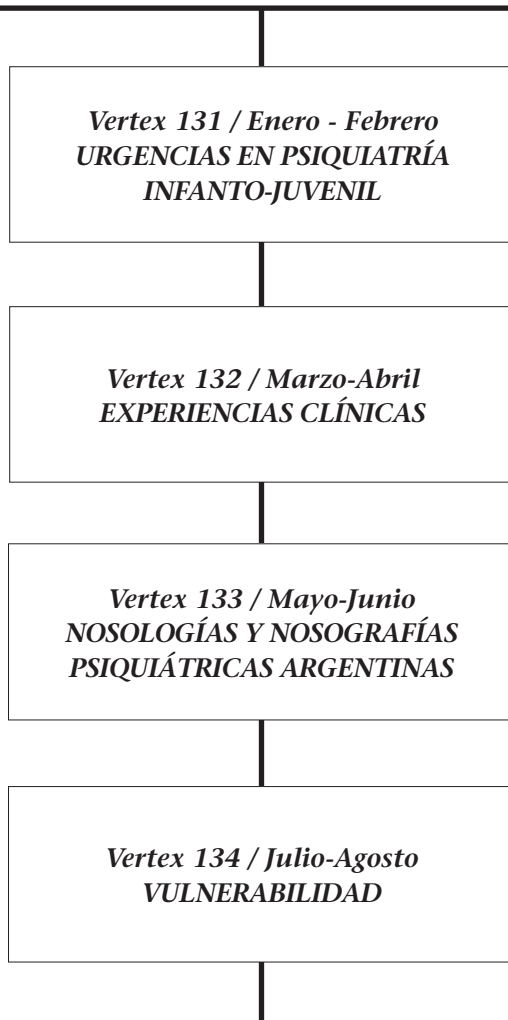 Vertex 131 / Enero - Febrero
URGENCIAS EN PSIQUIATRÍA
INFANTO-JUVENIL
Vertex 132 / Marzo-Abril
EXPERIENCIAS CLÍNICAS
Vertex 133 / Mayo-Junio
NOSOLOGÍAS Y NOSOGRAFÍAS
PSIQUIÁTRICAS ARGENTINAS
Vertex 134 / Julio-Agosto
VULNERABILIDAD